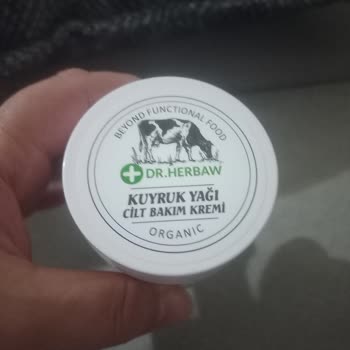 BEYOND FUNCTIONAL FOOD
DR.HERBAW
KUYRUK YAĞI
CİLT BAKIM KREMİ
ORGANIC